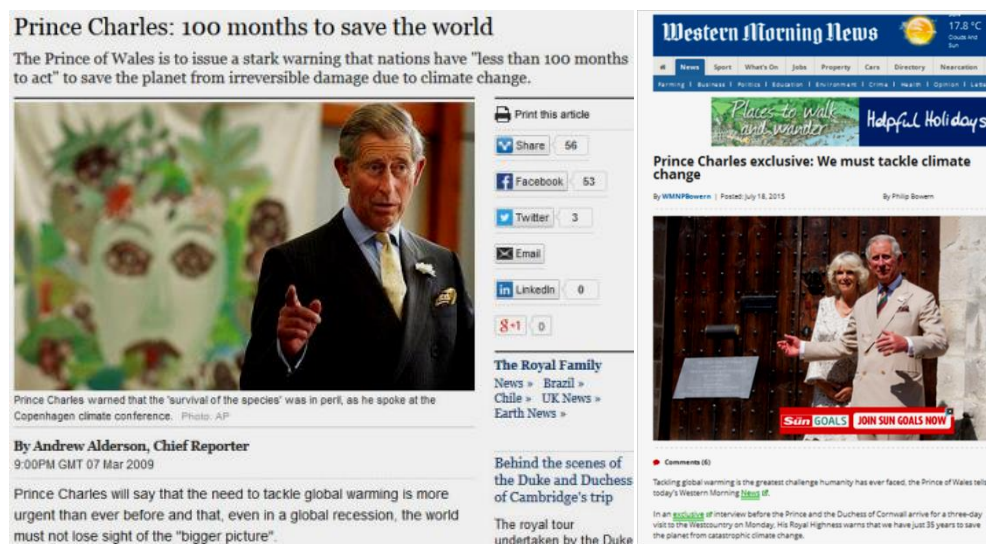 Prince Charles: 100 months to save the world
The Prince of Wales is to issue a stark warning that nations have "less than 100 months
to act" to save the planet from irreversible damage due to climate change.
Print this article
Share 56
Facebook 53
Twitter 3
Email
in LinkedIn 0
g+1 0
The Royal Family
News » Brazil »
Chile » UK News »
Earth News »
Prince Charles warned that the 'survival of the species' was in peril, as he spoke at the
Copenhagen climate conference. Photo: AP
By Andrew Alderson, Chief Reporter
9:00PM GMT 07 Mar 2009
Prince Charles will say that the need to tackle global warming is more
urgent than ever before and that, even in a global recession, the world
must not lose sight of the "bigger picture".
Behind the scenes of
the Duke and Duchess
of Cambridge's trip
The royal tour
undertaken by the Duke
Western Morning News
17.8 °C
Clouds And
Sun
News Sport What's On Jobs Property Cars Directory Newsration
Farming | Business | Politics | Education | Environment | Crime | Health | Opinion |
Places to walk
and wander
Helpful Holidays
Prince Charles exclusive: We must tackle climate
change
By WMNPBowern | Posted: July 18, 2015
By Philip Bowern
Sun GOALS JOIN SUN GOALS NOW
Comments (6)
Tackling global warming is the greatest challenge humanity has ever faced, the Prince of Wales tells
today's Western Morning News.
In an exclusive interview before the Prince and the Duchess of Cornwall arrive for a three-day
visit to the Westcountry on Monday, His Royal Highness warns that we have just 35 years to save
the planet from catastrophic climate change.